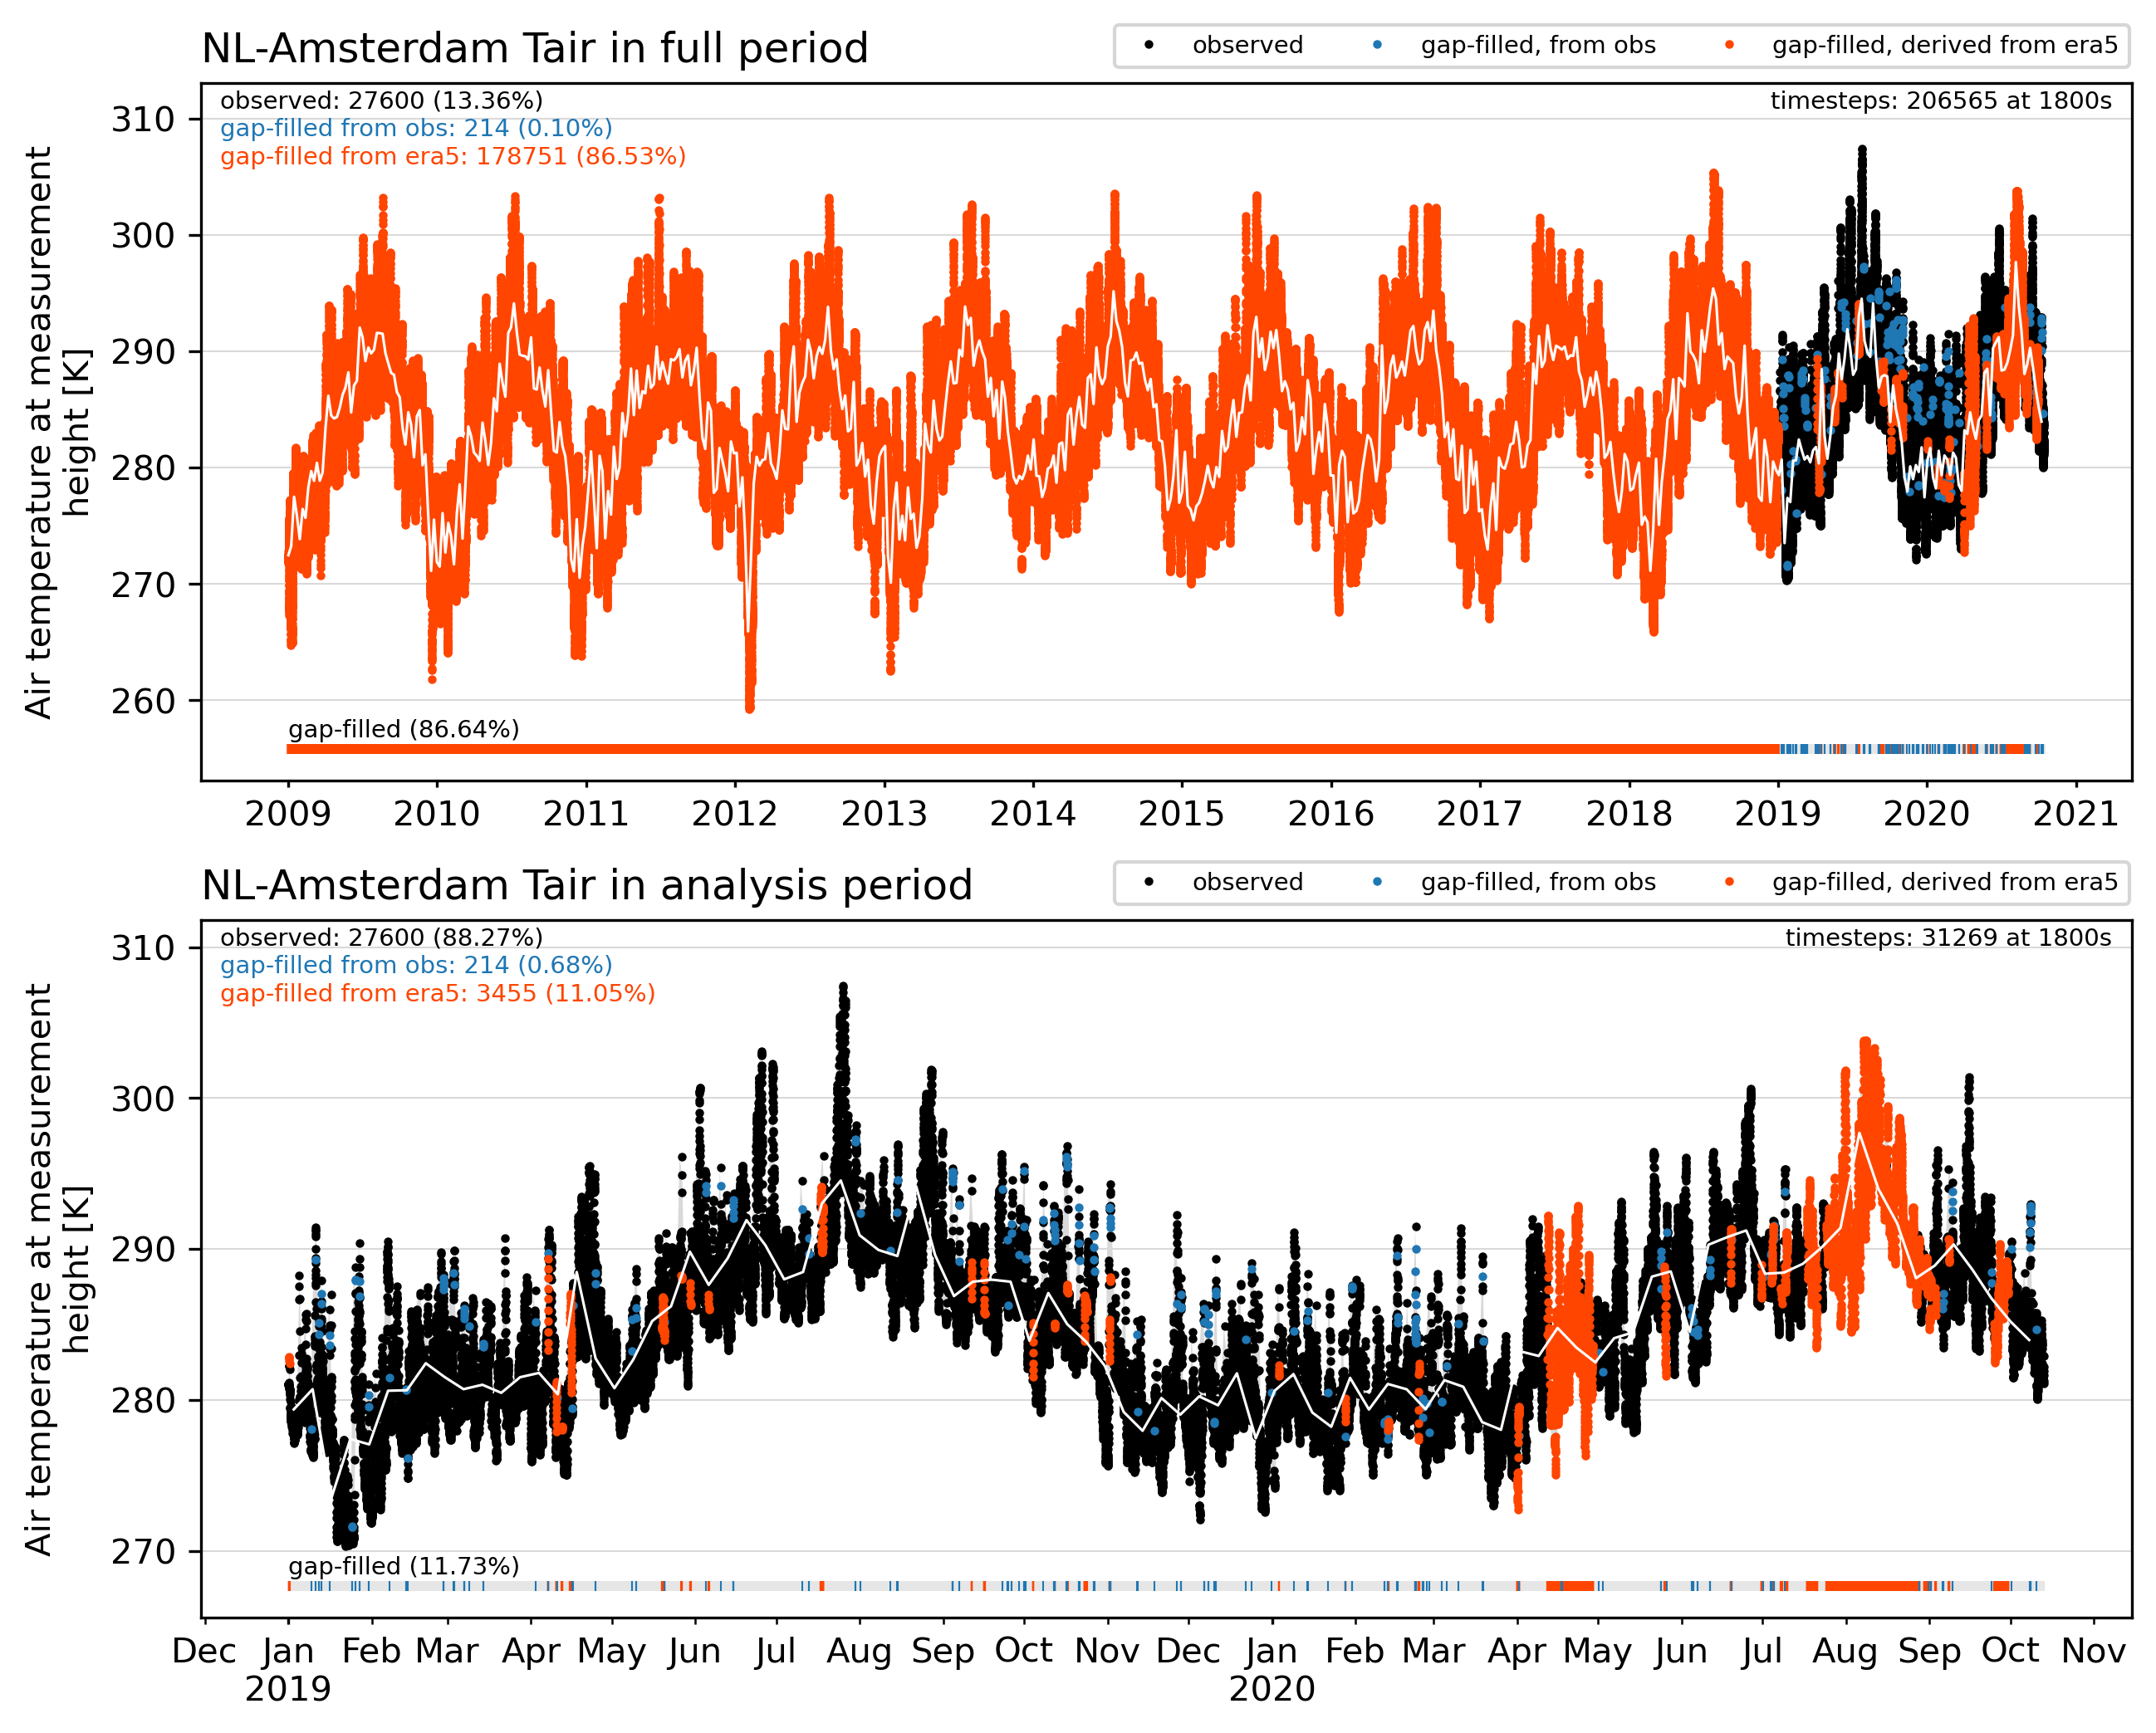 NL-Amsterdam Tair in full period
observed gap-filled, from obs gap-filled, derived from era5
observed: 27600 (13.36%)
timesteps: 206565 at 1800s
gap-filled from obs: 214 (0.10%)
gap-filled from era5: 178751 (86.53%)
Air temperature at measurement
height [K]
310
300
290
280
270
260
gap-filled (86.64%)
2009 2010 2011 2012 2013 2014 2015 2016 2017 2018 2019 2020 2021
NL-Amsterdam Tair in analysis period
observed gap-filled, from obs gap-filled, derived from era5
observed: 27600 (88.27%)
timesteps: 31269 at 1800s
gap-filled from obs: 214 (0.68%)
gap-filled from era5: 3455 (11.05%)
Air temperature at measurement
height [K]
310
300
290
280
270
gap-filled (11.73%)
Dec Jan Feb Mar Apr May Jun Jul Aug Sep Oct Nov Dec Jan Feb Mar Apr May Jun Jul Aug Sep Oct Nov
2019 2020